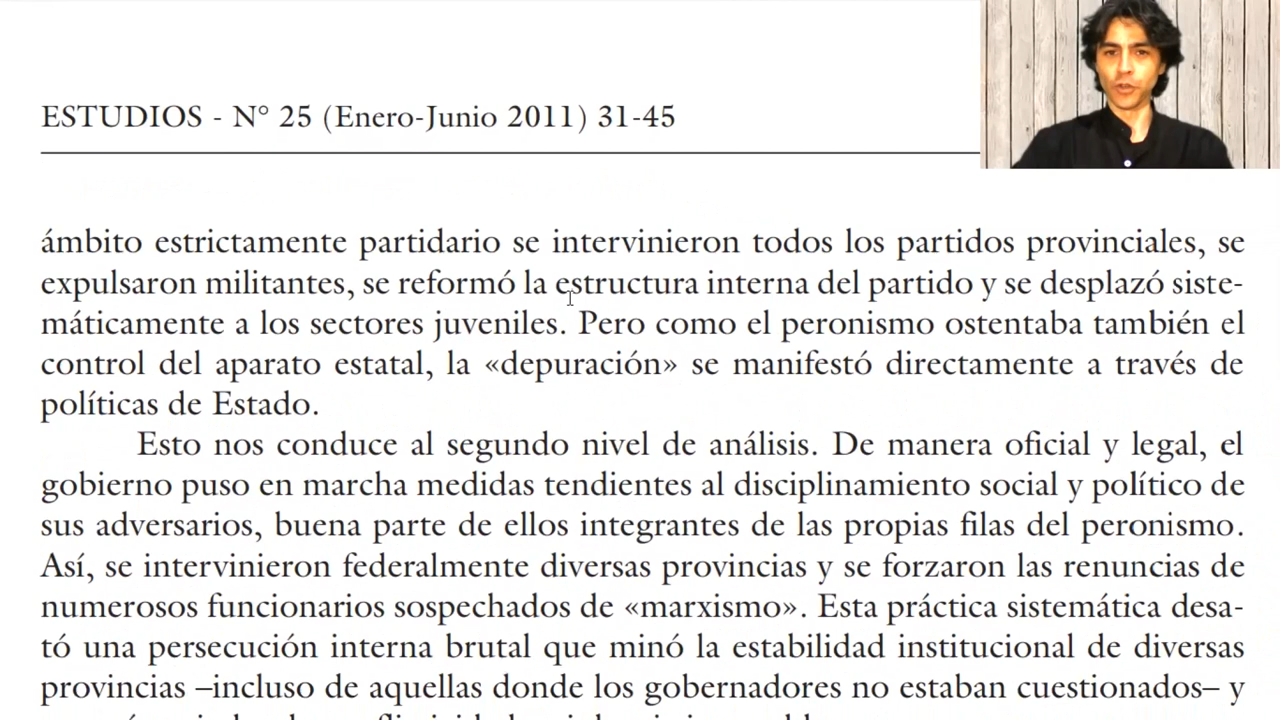 ESTUDIOS - N° 25 (Enero-Junio 2011) 31-45
ámbito estrictamente partidario se intervinieron todos los partidos provinciales, se
expulsaron militantes, se reformó la estructura interna del partido y se desplazó siste-
máticamente a los sectores juveniles. Pero como el peronismo ostentaba también el
control del aparato estatal, la «depuración» se manifestó directamente a través de
políticas de Estado.
Esto nos conduce al segundo nivel de análisis. De manera oficial y legal, el
gobierno puso en marcha medidas tendientes al disciplinamiento social y político de
sus adversarios, buena parte de ellos integrantes de las propias filas del peronismo.
Así, se intervinieron federalmente diversas provincias y se forzaron las renuncias de
numerosos funcionarios sospechados de «marxismo». Esta práctica sistemática desa-
tó una persecución interna brutal que minó la estabilidad institucional de diversas
provincias –incluso de aquellas donde los gobernadores no estaban cuestionados– y